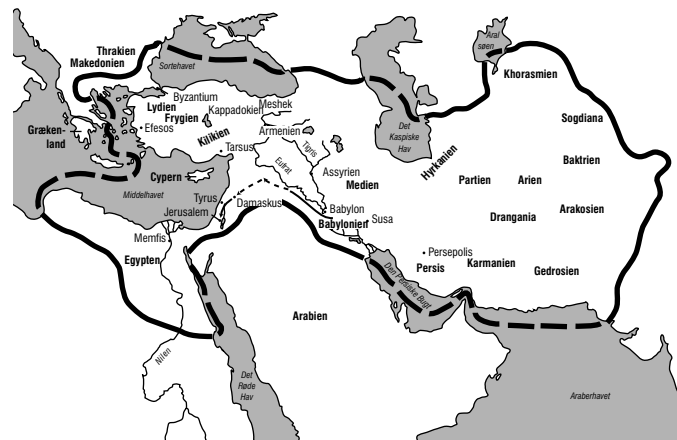 Thrakien
Makedonien
Sortehavet
Aral
søen
Khorasmien
Byzantium
Lydien
Kappadokien
Meshek
Frygien
Efesos
Græken-
land
Kilikien
Armenien
Tarsus
Tigris
Eufrat
Det
Kaspiske
Hav
Hyrkanien
Sogdiana
Baktrien
Assyrien
Medien
Partien
Arien
Cypern
Middelhavet
Tyrus
Jerusalem
Damaskus
Babylon
Babylonien
Susa
Drangania
Arakosien
Memfis
Egypten
Persepolis
Persis
Karmanien
Gedrosien
Den Persiske Bugt
Arabien
Nilen
Det
Røde
Hav
Araberhavet